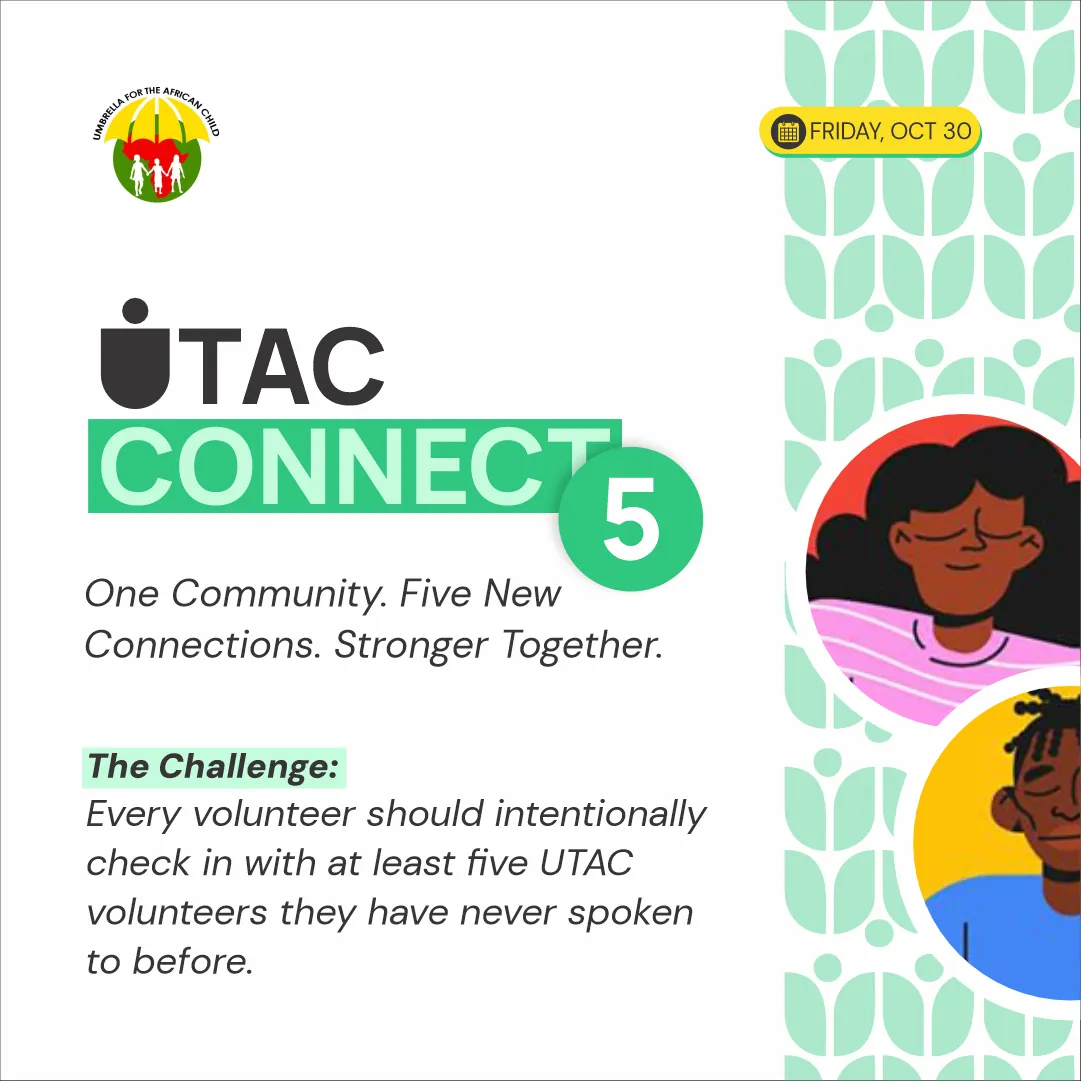 UMBRELLA FOR THE AFRICAN CHILD
FRIDAY, OCT 30
UTAC
CONNECT
5
One Community. Five New
Connections. Stronger Together.
The Challenge:
Every volunteer should intentionally
check in with at least five UTAC
volunteers they have never spoken
to before.